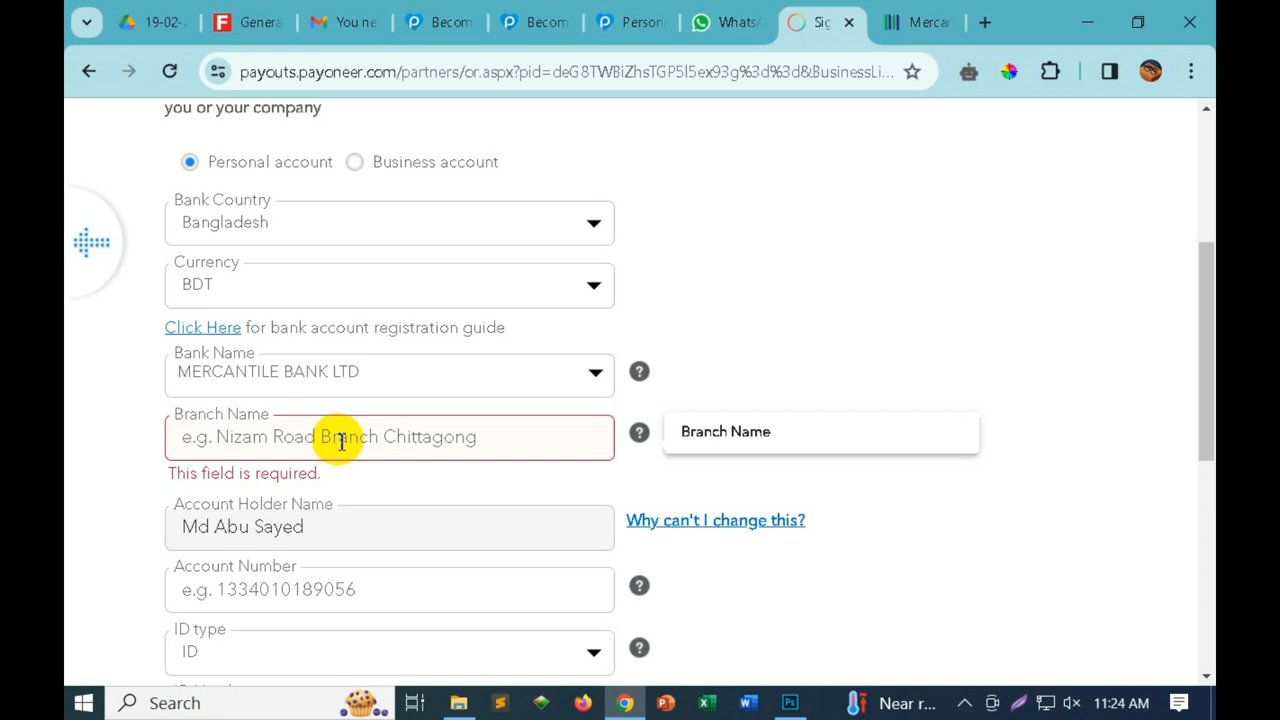 19-02-
Genera
You ne
Becom
Becom
Person
WhatsA
Sig
Mercar
payouts.payoneer.com/partners/or.aspx?pid=deG8TWBiZhsTGP5l5ex93g%3d%3d&BusinessLi...
you or your company
Personal account
Business account
Bank Country
Bangladesh
Currency
BDT
Click Here for bank account registration guide
Bank Name
MERCANTILE BANK LTD
?
Branch Name
e.g. Nizam Road Branch Chittagong
?
Branch Name
This field is required.
Account Holder Name
Md Abu Sayed
Why can't I change this?
Account Number
e.g. 1334010189056
?
ID type
ID
?
Search
Near r...
11:24 AM